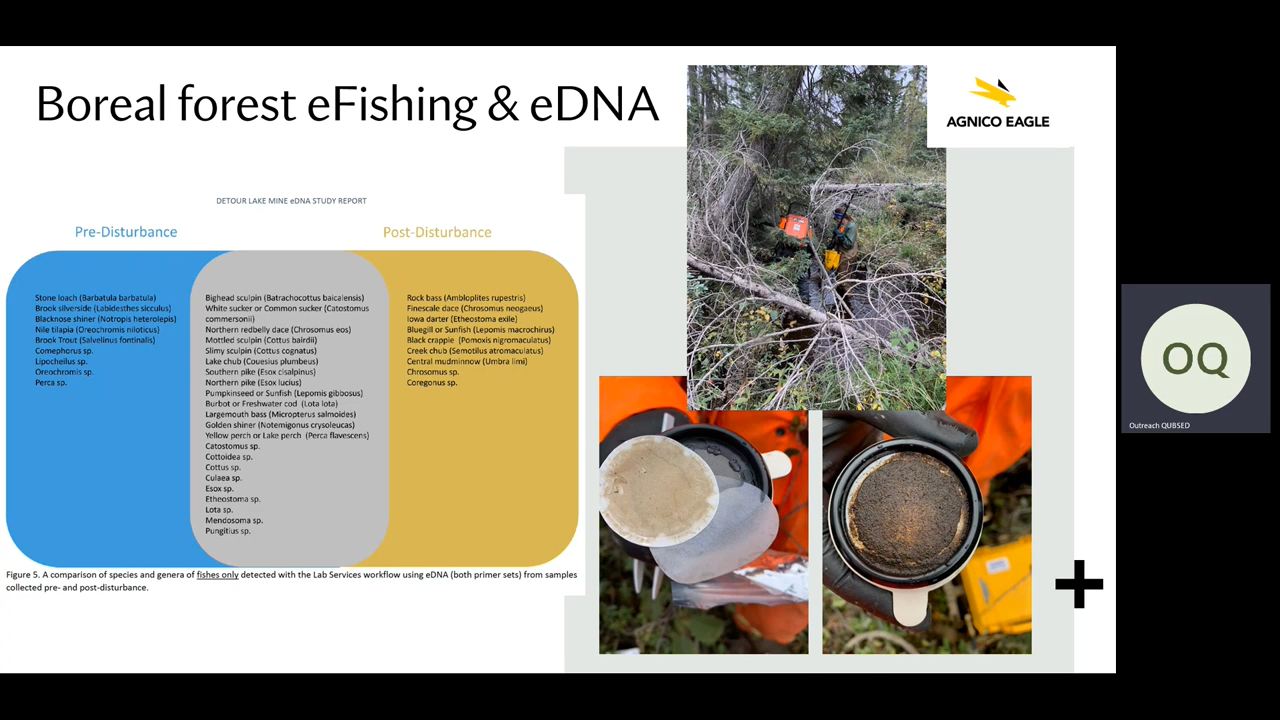 Boreal forest eFishing & eDNA
AGNICO EAGLE
DETOUR LAKE MINE eDNA STUDY REPORT
Pre-Disturbance
Post-Disturbance
Stone loach (Barbatula barbatula)
Brook silverside (Labidesthes sicculus)
Blacknose shiner (Notropis heterolepis)
Nile tilapia (Oreochromis niloticus)
Brook Trout (Salvelinus fontinalis)
Comephorus sp.
Lipocheilus sp.
Oreochromis sp.
Perca sp.
Bighead sculpin (Batrachocottus baicalensis)
White sucker or Common sucker (Catostomus
commersonii)
Northern redbelly dace (Chrosomus eos)
Mottled sculpin (Cottus bairdii)
Slimy sculpin (Cottus cognatus)
Lake chub (Couesius plumbeus)
Southern pike (Esox cisalpinus)
Northern pike (Esox lucius)
Pumpkinseed or Sunfish (Lepomis gibbosus)
Burbot or Freshwater cod (Lota lota)
Largemouth bass (Micropterus salmoides)
Golden shiner (Notemigonus crysoleucas)
Yellow perch or Lake perch (Perca flavescens)
Catostomus sp.
Cottoidea sp.
Cottus sp.
Culaea sp.
Esox sp.
Etheostoma sp.
Lota sp.
Mendosoma sp.
Pungitius sp.
Rock bass (Ambloplites rupestris)
Finescale dace (Chrosomus neogaeus)
Iowa darter (Etheostoma exile)
Bluegill or Sunfish (Lepomis macrochirus)
Black crappie (Pomoxis nigromaculatus)
Creek chub (Semotilus atromaculatus)
Central mudminnow (Umbra limi)
Chrosomus sp.
Coregonus sp.
Figure 5. A comparison of species and genera of fishes only detected with the Lab Services workflow using eDNA (both primer sets) from samples
collected pre- and post-disturbance.
OQ
Outreach QUBSED